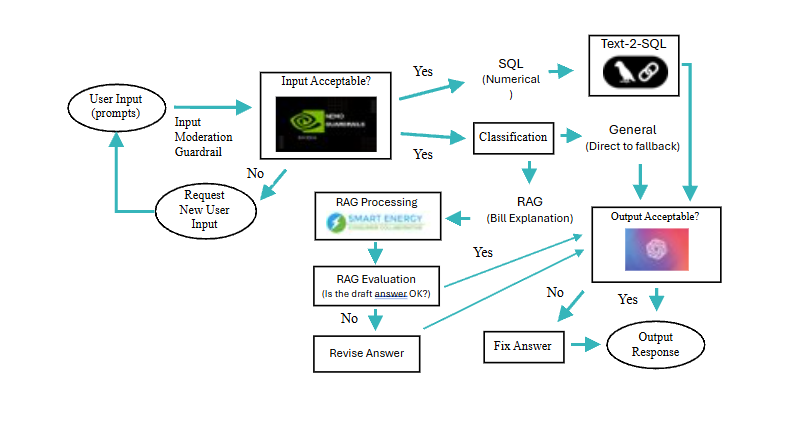 Text-2-SQL
SQL
(Numerical
)
Yes
Input Acceptable?
NEMO
GUARDRAILS
User Input
(prompts)
Input
Moderation
Guardrail
Classification
General
(Direct to fallback)
Yes
No
Request
New User
Input
RAG Processing
SMART ENERGY
CONSUMER COLLABORATIVE
RAG
(Bill Explanation)
Output Acceptable?
Yes
RAG Evaluation
(Is the draft answer OK?)
No
Yes
No
Revise Answer
Fix Answer
Output
Response